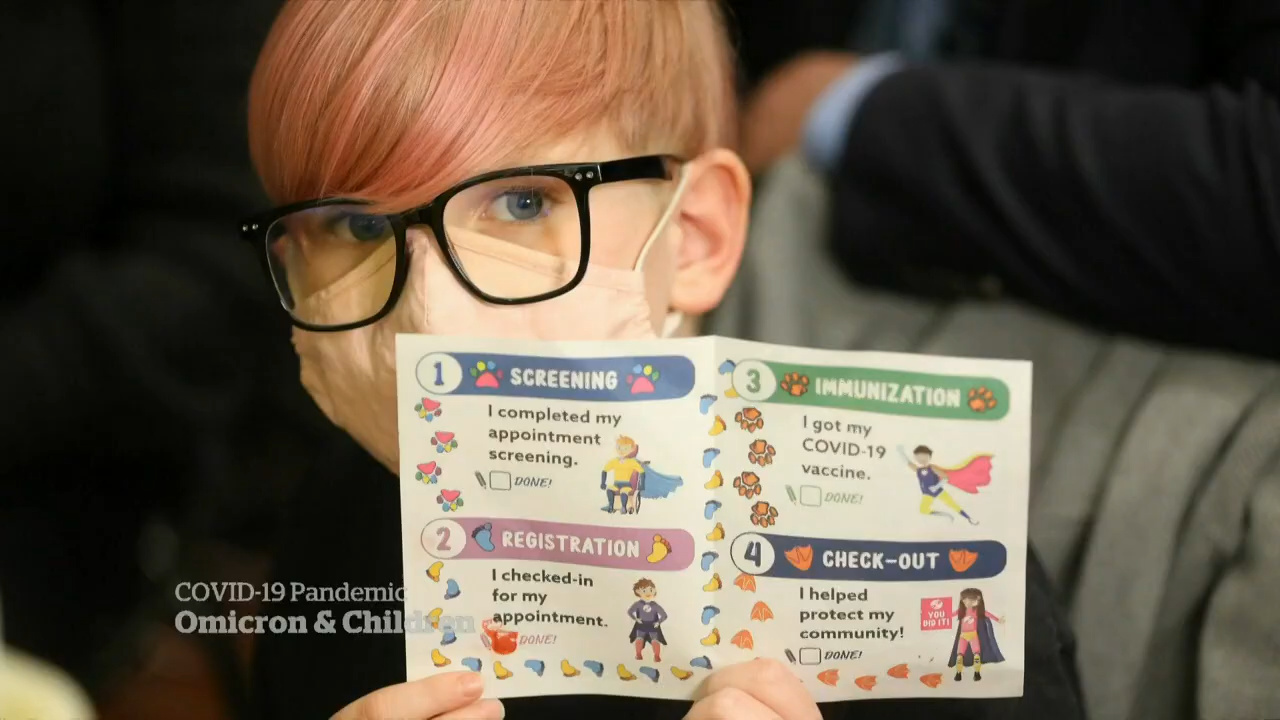 1 SCREENING
I completed my
appointment
screening.
DONE!
2 REGISTRATION
I checked-in
for my
appointment.
DONE!
3 IMMUNIZATION
I got my
COVID-19
vaccine.
DONE!
4 CHECK-OUT
I helped
protect my
community!
DONE!
YOU
DID IT!
COVID-19 Pandemic
Omicron & Children